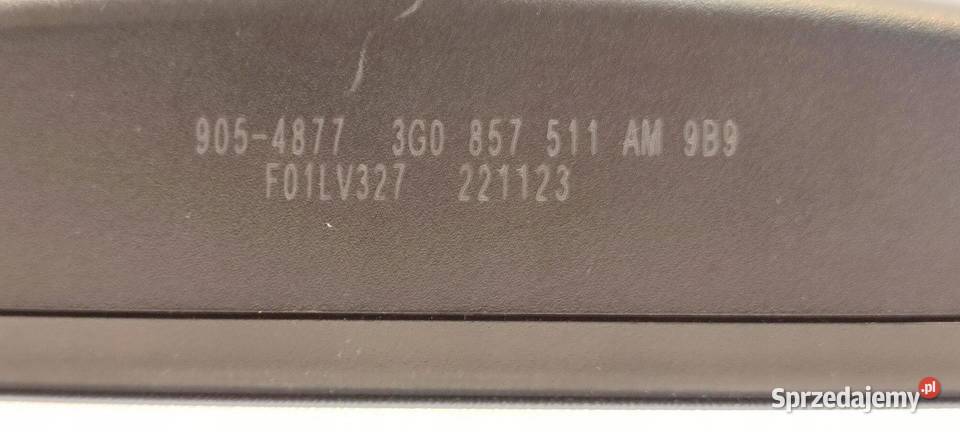 905-4877 3G0 857 511 AM 9B9
F01LV327 221123
Sprzedajemy.pl